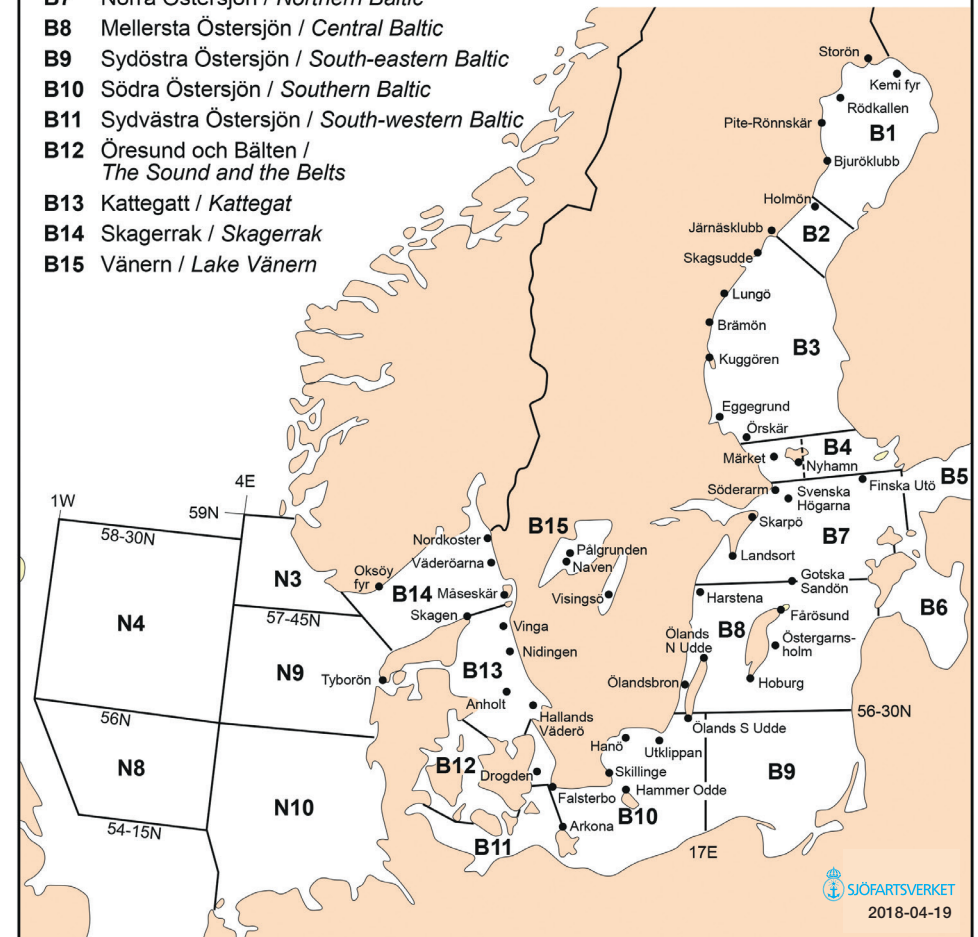 B7 Norra Östersjön / Northern Baltic
B8 Mellersta Östersjön / Central Baltic
B9 Sydöstra Östersjön / South-eastern Baltic
B10 Södra Östersjön / Southern Baltic
B11 Sydvästra Östersjön / South-western Baltic
B12 Öresund och Bälten /
The Sound and the Belts
B13 Kattegatt / Kattegat
B14 Skagerrak / Skagerrak
B15 Vänern / Lake Vänern
Storön
Kemi fyr
Rödkallen
Pite-Rönnskär
B1
Bjuröklubb
Holmön
Järnäsklubb
B2
Skagsudde
Lungö
Brämön
B3
Kuggören
Eggegrund
Örskär
B4
Märket
Nyhamn
Finska Utö
B5
Söderarm
Svenska
Högarna
Skarpö
B7
Landsort
Gotska
Sandön
Harstena
B6
Fårösund
B8
Östergarns-
holm
Ölands
N Udde
Hoburg
Ölandsbron
56-30N
Ölands S Udde
1W
4E
59N
58-30N
N3
N4
57-45N
N9
56N
N8
54-15N
N10
B15
Nordkoster
Väderöarna
Pålgrunden
Naven
Oksöy
fyr
B14
Måseskär
Visingsö
Skagen
Vinga
Nidingen
B13
Tyborön
Anholt
Hallands
Väderö
Hanö
Utklippan
B12
Drogden
Skillinge
B9
Hammer Odde
Falsterbo
B10
Arkona
B11
17E
SJÖFARTSVERKET
2018-04-19